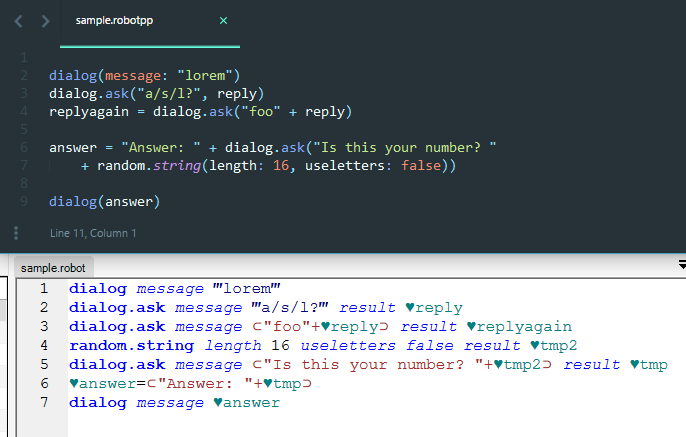 sample.robotpp ×
1
2 dialog(message: "lorem")
3 dialog.ask("a/s/l?", reply)
4 replyagain = dialog.ask("foo" + reply)
5
6 answer = "Answer: " + dialog.ask("Is this your number? "
7 + random.string(length: 16, useletters: false))
8
9 dialog(answer)
Line 11, Column 1
sample.robot
1 dialog message ‴lorem‴
2 dialog.ask message ‴a/s/l?‴ result ♥reply
3 dialog.ask message ⊂"foo"+♥reply⊃ result ♥replyagain
4 random.string length 16 useletters false result ♥tmp2
5 dialog.ask message ⊂"Is this your number? "+♥tmp2⊃ result ♥tmp
6 ♥answer=⊂"Answer: "+♥tmp⊃
7 dialog message ♥answer